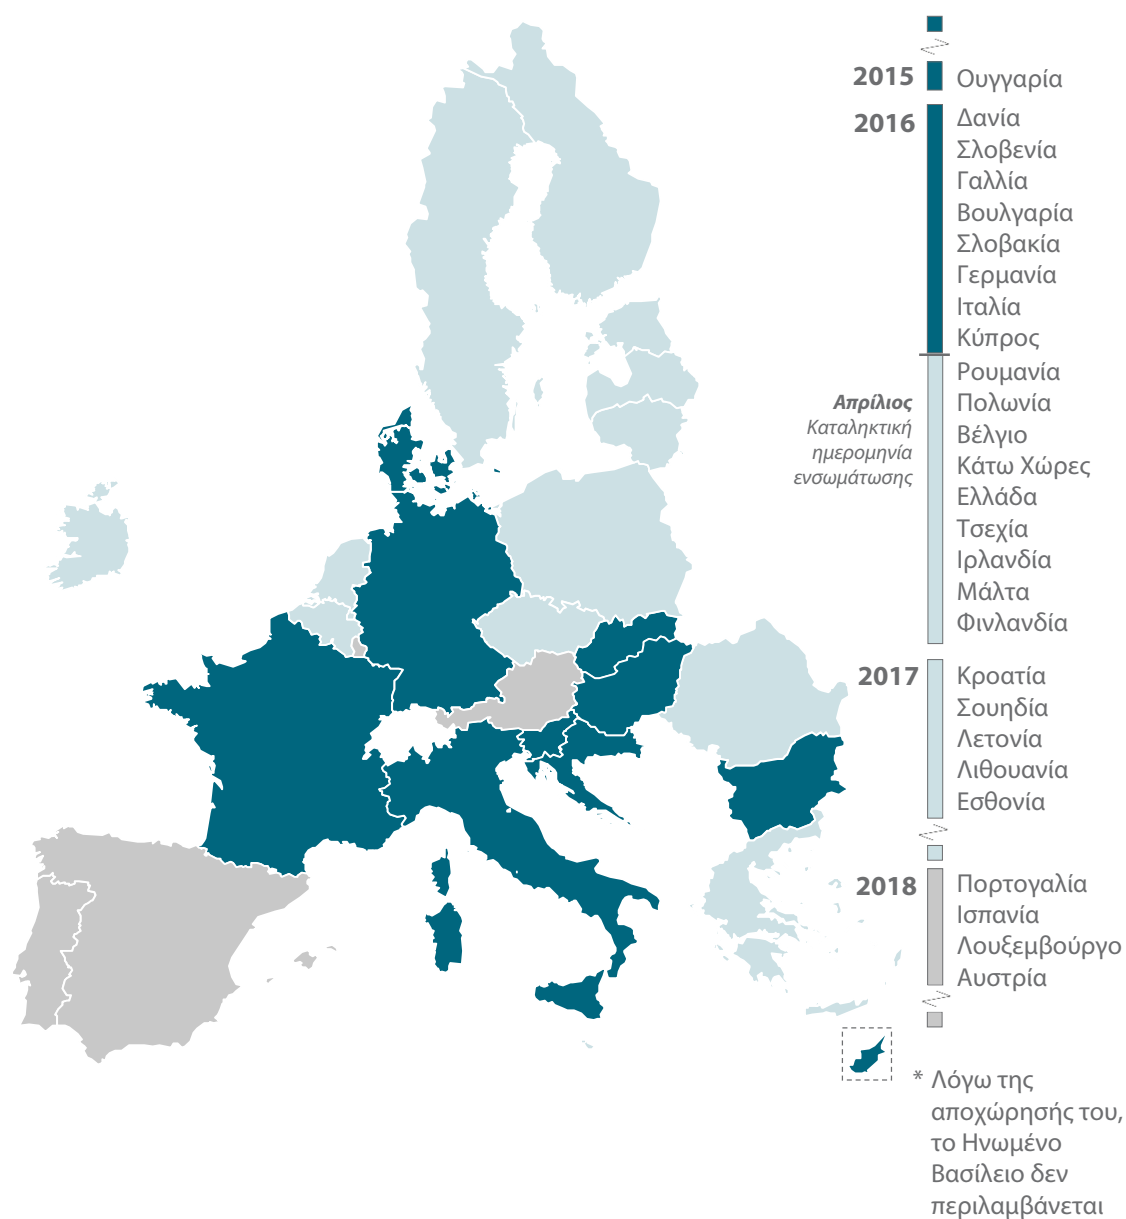 2015 Ουγγαρία
2016 Δανία
Σλοβενία
Γαλλία
Βουλγαρία
Σλοβακία
Γερμανία
Ιταλία
Κύπρος
Απρίλιος
Καταληκτική
ημερομηνία
ενσωμάτωσης
Ρουμανία
Πολωνία
Βέλγιο
Κάτω Χώρες
Ελλάδα
Τσεχία
Ιρλανδία
Μάλτα
Φινλανδία
2017 Κροατία
Σουηδία
Λετονία
Λιθουανία
Εσθονία
2018 Πορτογαλία
Ισπανία
Λουξεμβούργο
Αυστρία
* Λόγω της
αποχώρησής του,
το Ηνωμένο
Βασίλειο δεν
περιλαμβάνεται